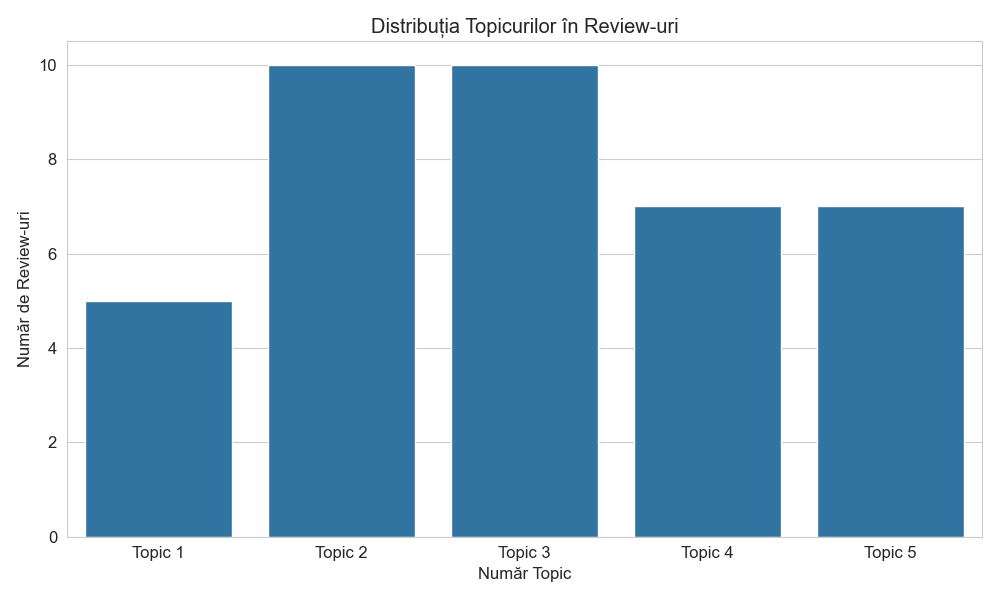 Distribuția Topicurilor în Review-uri
Număr de Review-uri
10
8
6
4
2
0
Topic 1 Topic 2 Topic 3 Topic 4 Topic 5
Număr Topic